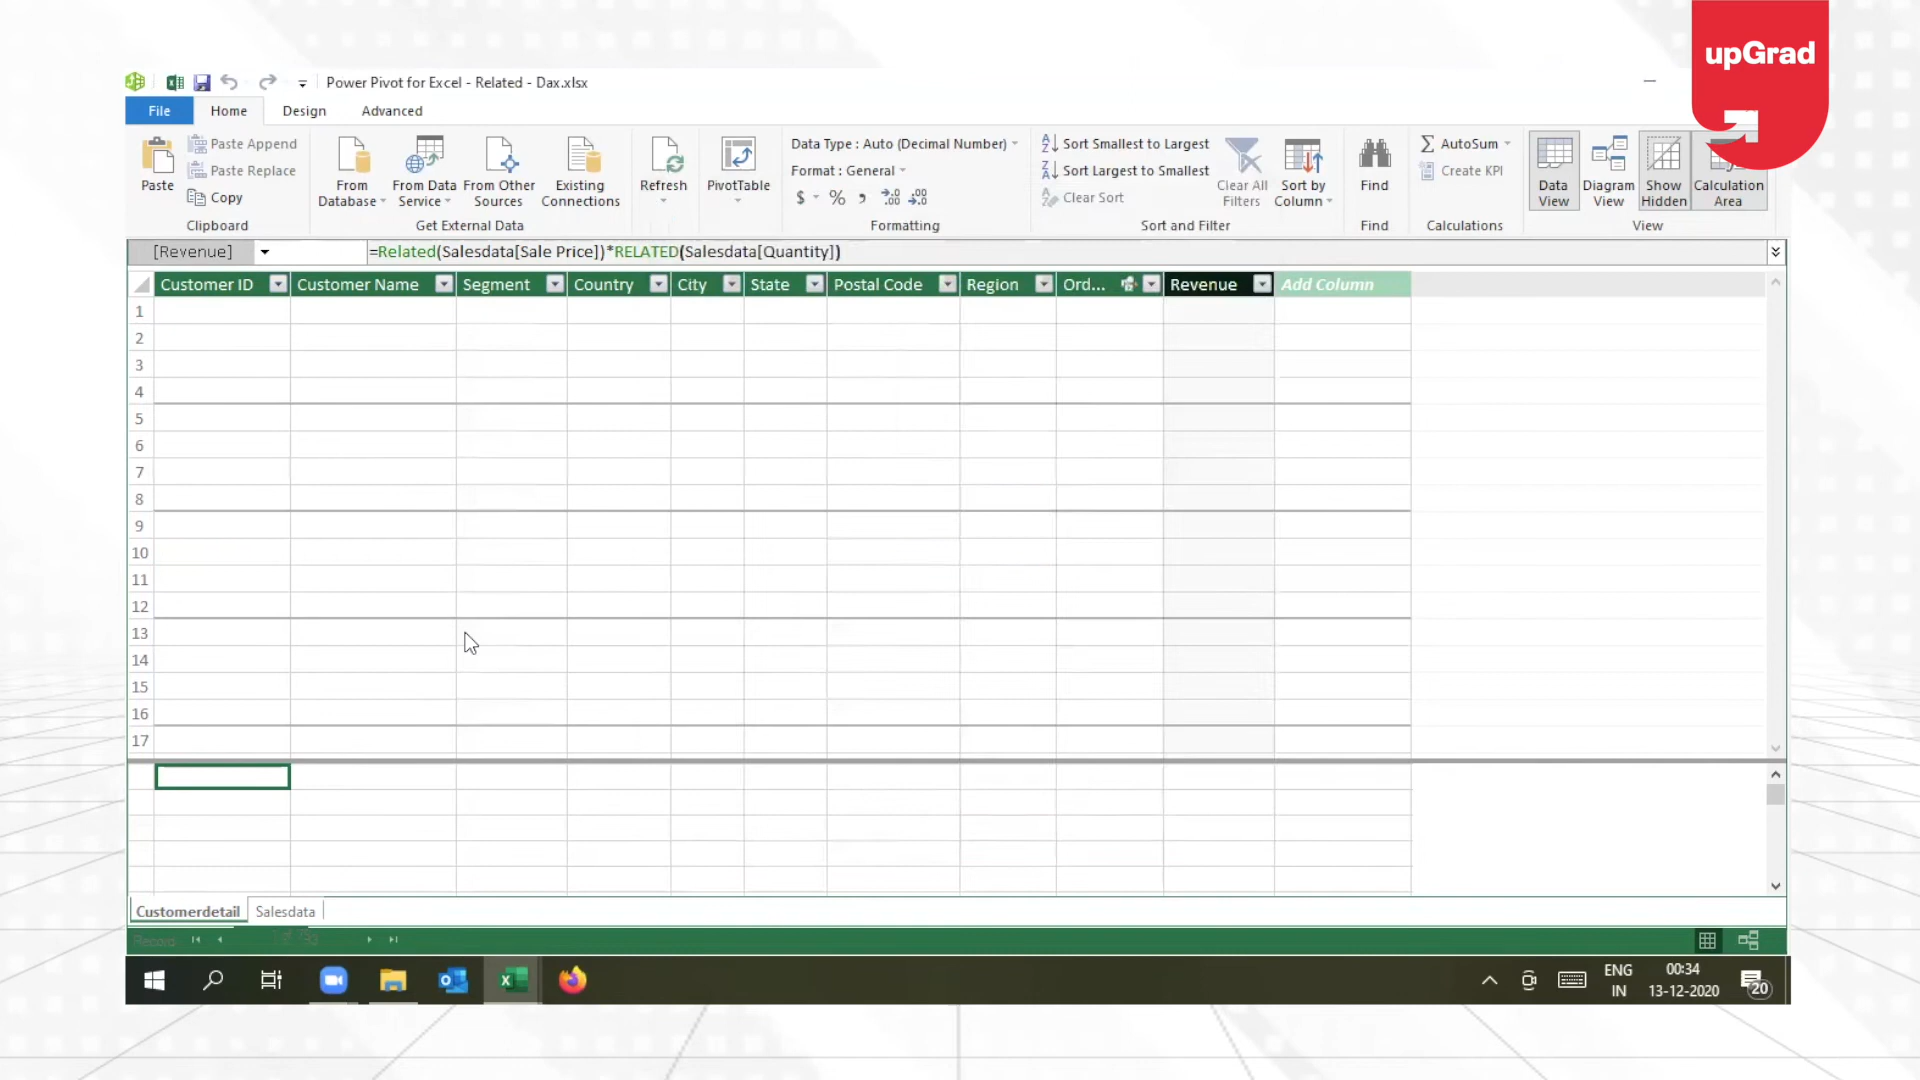 upGrad
Power Pivot for Excel - Related - Dax.xlsx
File Home Design Advanced
Paste
Paste Append
Paste Replace
Copy
Clipboard
From Database
From Data Service
From Other Sources
Existing Connections
Get External Data
Refresh
PivotTable
Data Type : Auto (Decimal Number)
Format : General
$ % ,
Formatting
Sort Smallest to Largest
Sort Largest to Smallest
Clear Sort
Clear All Filters
Sort by Column
Sort and Filter
Find
Find
AutoSum
Create KPI
Calculations
Data View
Diagram View
Show Hidden
Calculation Area
View
[Revenue] =Related(Salesdata[Sale Price])*RELATED(Salesdata[Quantity])
Customer ID Customer Name Segment Country City State Postal Code Region Ord... Revenue Add Column
1
2
3
4
5
6
7
8
9
10
11
12
13
14
15
16
17
Customerdetail Salesdata
Record
ENG
IN
00:34
13-12-2020
20